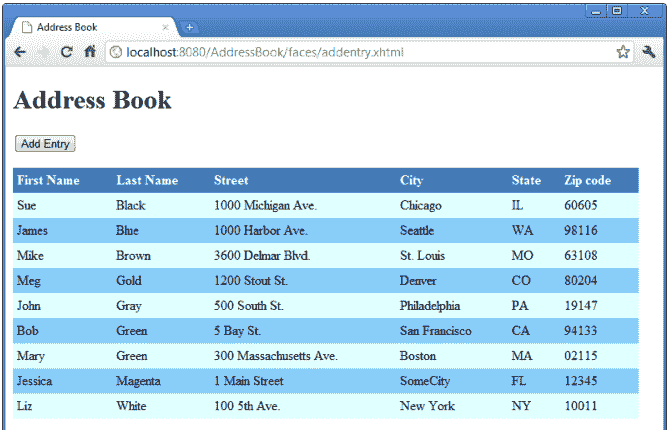 Address Book
localhost:8080/AddressBook/faces/addentry.xhtml
Address Book
Add Entry
First Name Last Name Street City State Zip code
Sue Black 1000 Michigan Ave. Chicago IL 60605
James Blue 1000 Harbor Ave. Seattle WA 98116
Mike Brown 3600 Delmar Blvd. St. Louis MO 63108
Meg Gold 1200 Stout St. Denver CO 80204
John Gray 500 South St. Philadelphia PA 19147
Bob Green 5 Bay St. San Francisco CA 94133
Mary Green 300 Massachusetts Ave. Boston MA 02115
Jessica Magenta 1 Main Street SomeCity FL 12345
Liz White 100 5th Ave. New York NY 10011